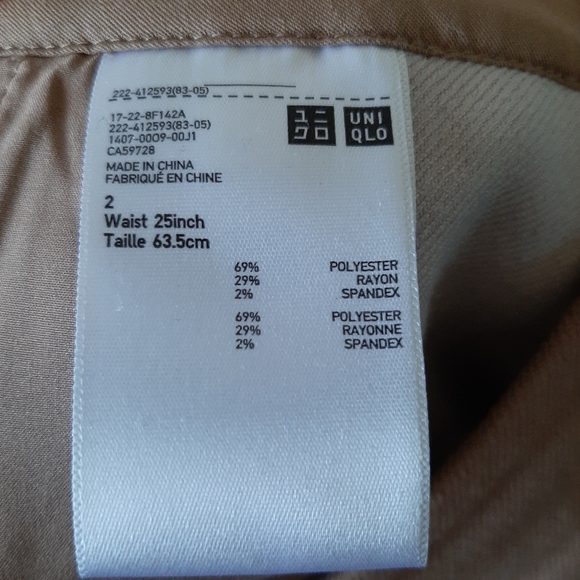 222-412593(83-05)
17-22-8F142A
222-412593(83-05)
1407-0009-00J1
CA59728
ユニ
クロ
UNI
QLO
MADE IN CHINA
FABRIQUÉ EN CHINE
2
Waist 25inch
Taille 63.5cm
69% POLYESTER
29% RAYON
2% SPANDEX
69% POLYESTER
29% RAYONNE
2% SPANDEX